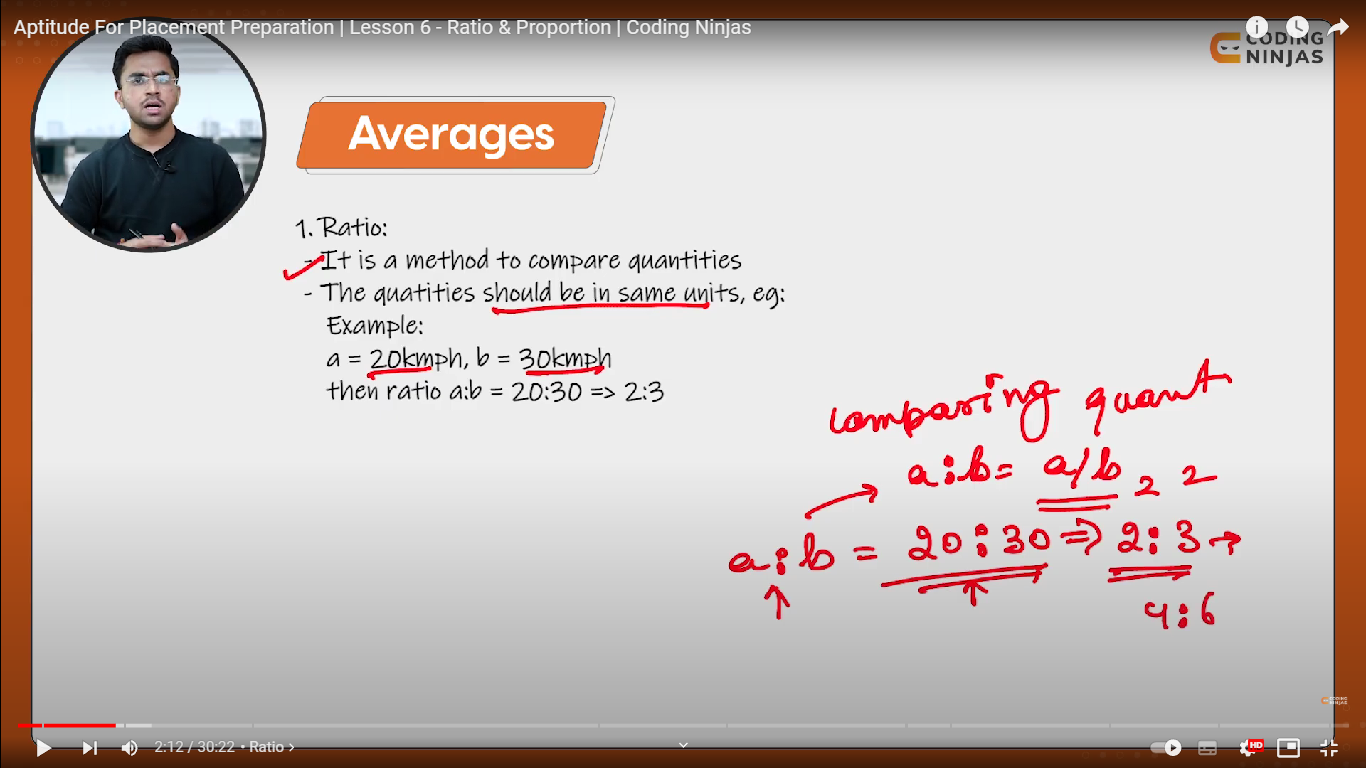 Aptitude For Placement Preparation | Lesson 6 - Ratio & Proportion | Coding Ninjas
CODING
NINJAS
Averages
1. Ratio:
- It is a method to compare quantities
- The quatities should be in same units, eg:
Example:
a = 20kmph, b = 30kmph
then ratio a:b = 20:30 => 2:3
comparing quant
a:b= a/b 2 2
a:b = 20:30 => 2:3 →
4:6
CODING
NINJAS
2:12 / 30:22 • Ratio >
HD